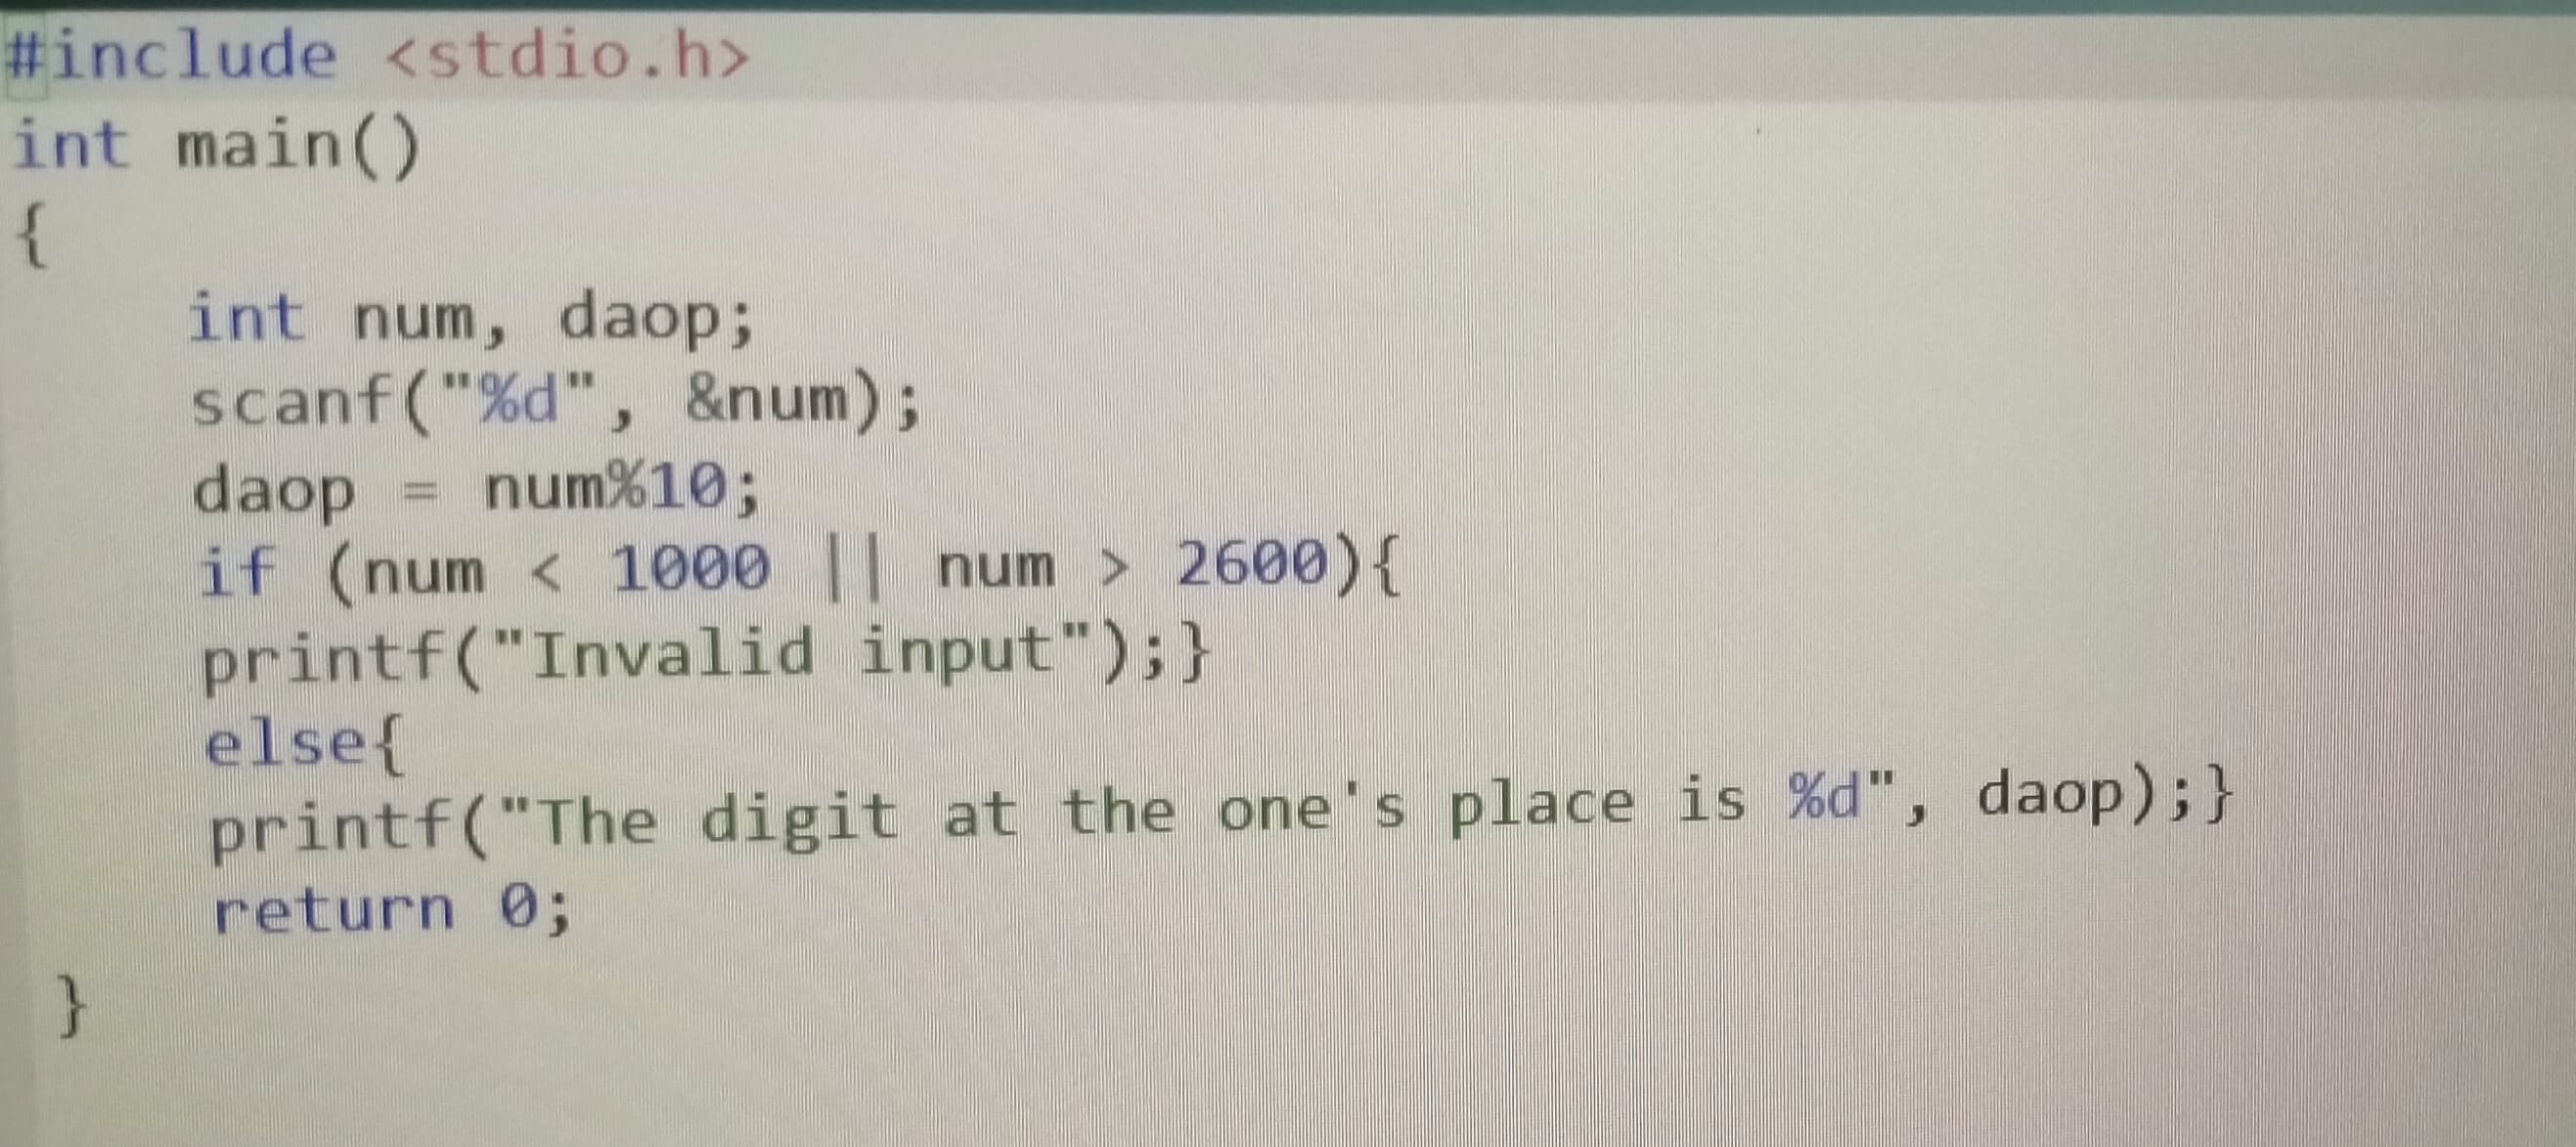 #include <stdio.h>
int main()
{
    int num, daop;
    scanf("%d", &num);
    daop = num%10;
    if (num < 1000 || num > 2600){
    printf("Invalid input");}
    else{
    printf("The digit at the one's place is %d", daop);}
    return 0;
}